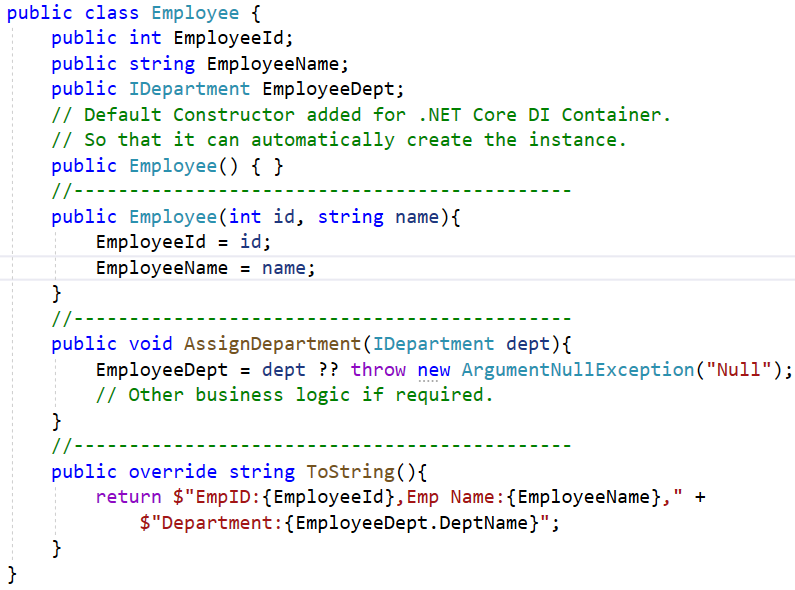 public class Employee {
    public int EmployeeId;
    public string EmployeeName;
    public IDepartment EmployeeDept;
    // Default Constructor added for .NET Core DI Container.
    // So that it can automatically create the instance.
    public Employee() { }
    //---------------------------------------------
    public Employee(int id, string name){
        EmployeeId = id;
        EmployeeName = name;
    }
    //---------------------------------------------
    public void AssignDepartment(IDepartment dept){
        EmployeeDept = dept ?? throw new ArgumentNullException("Null");
        // Other business logic if required.
    }
    //---------------------------------------------
    public override string ToString(){
        return $"EmpID:{EmployeeId},Emp Name:{EmployeeName}," +
            $"Department:{EmployeeDept.DeptName}";
    }
}